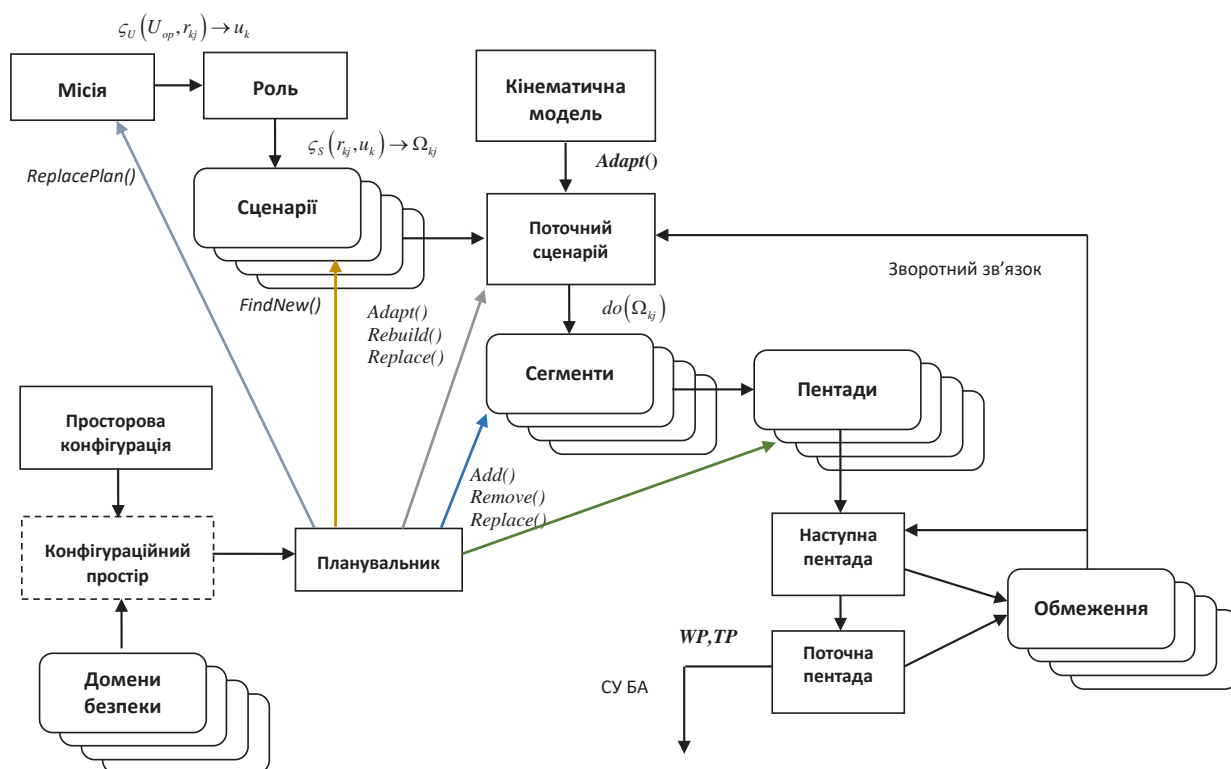 ς_U(U_op, r_kj) → u_k
Місія
Роль
Кінематична
модель
ς_S(r_kj, u_k) → Ω_kj
Adapt()
ReplacePlan()
Сценарії
Поточний
сценарій
Зворотний зв’язок
FindNew()
Adapt()
Rebuild()
Replace()
do(Ω_kj)
Сегменти
Пентади
Просторова
конфігурація
Add()
Remove()
Replace()
Конфігураційний
простір
Планувальник
Наступна
пентада
Обмеження
WP,TP
Поточна
пентада
СУ БА
Домени
безпеки